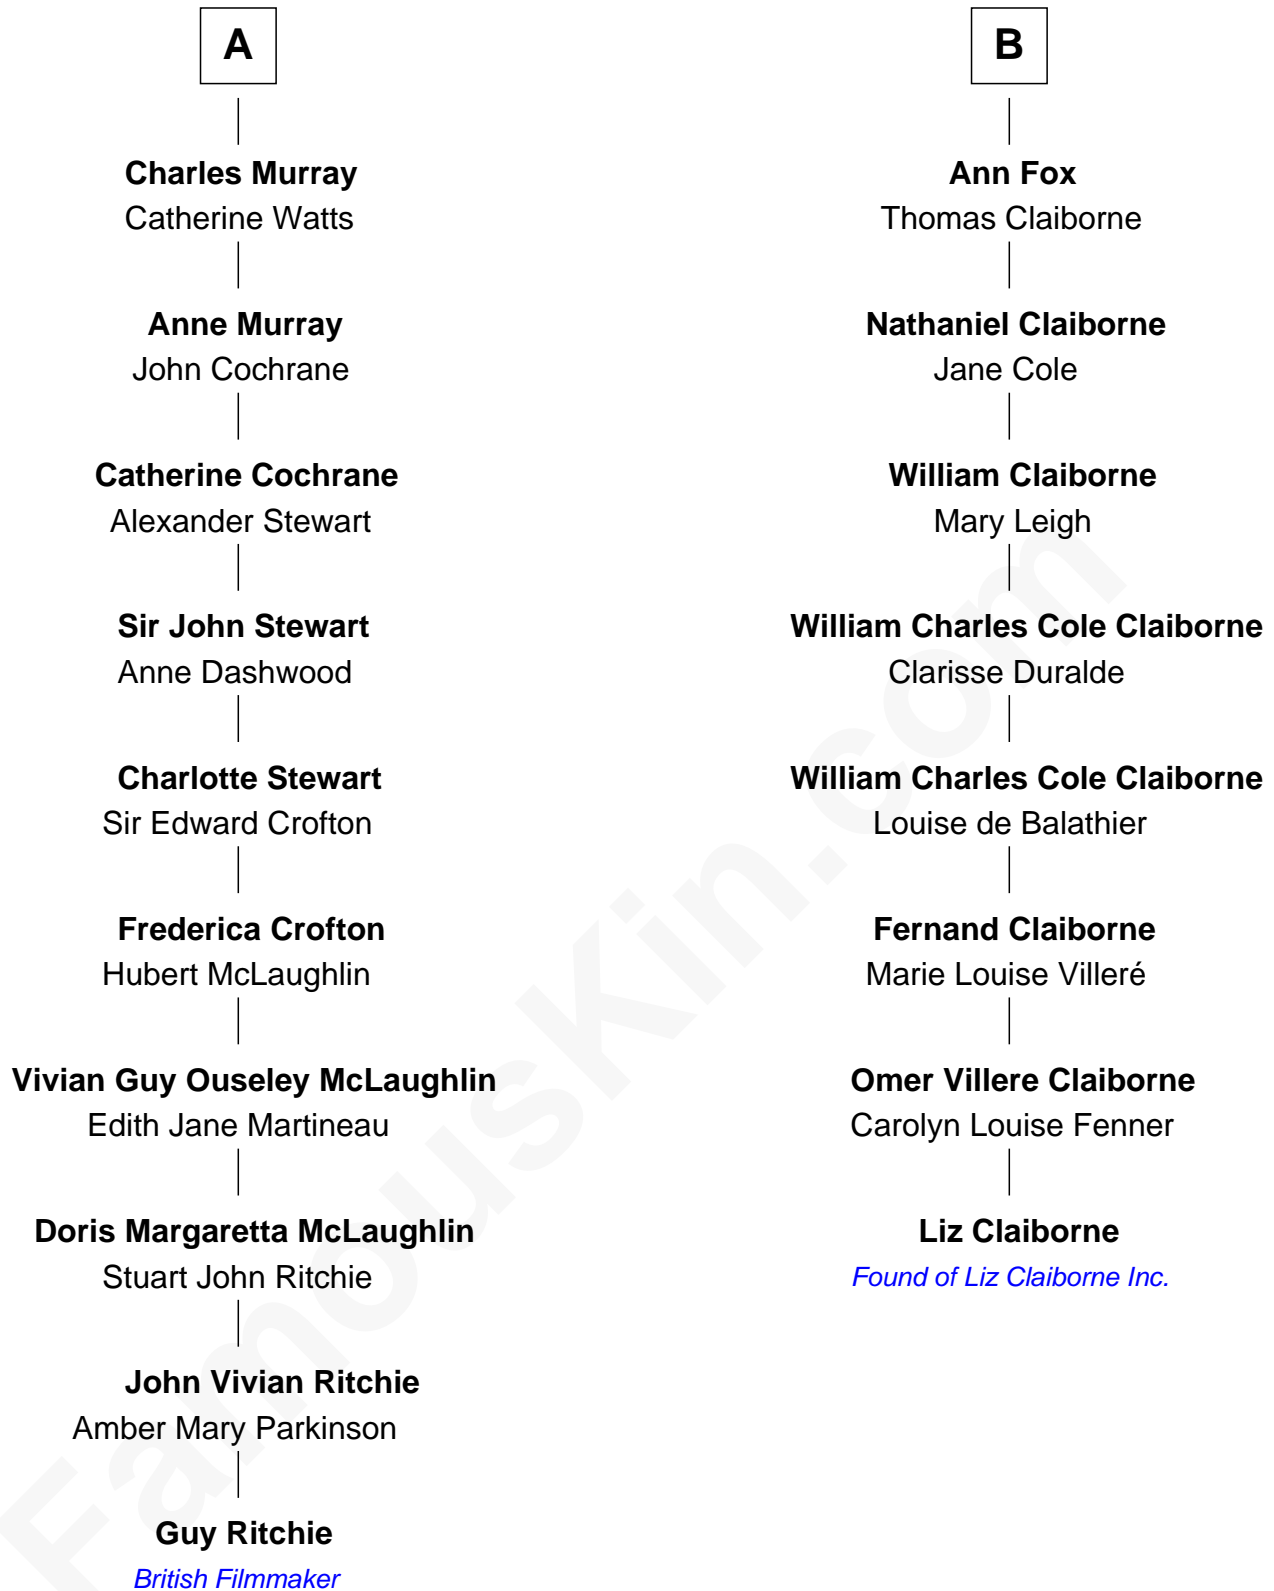 A
Charles Murray
Catherine Watts
Anne Murray
John Cochrane
Catherine Cochrane
Alexander Stewart
Sir John Stewart
Anne Dashwood
Charlotte Stewart
Sir Edward Crofton
Frederica Crofton
Hubert McLaughlin
Vivian Guy Ouseley McLaughlin
Edith Jane Martineau
Doris Margaretta McLaughlin
Stuart John Ritchie
John Vivian Ritchie
Amber Mary Parkinson
Guy Ritchie
British Filmmaker
B
Ann Fox
Thomas Claiborne
Nathaniel Claiborne
Jane Cole
William Claiborne
Mary Leigh
William Charles Cole Claiborne
Clarisse Duralde
William Charles Cole Claiborne
Louise de Balathier
Fernand Claiborne
Marie Louise Villeré
Omer Villere Claiborne
Carolyn Louise Fenner
Liz Claiborne
Found of Liz Claiborne Inc.
FamousKin.com